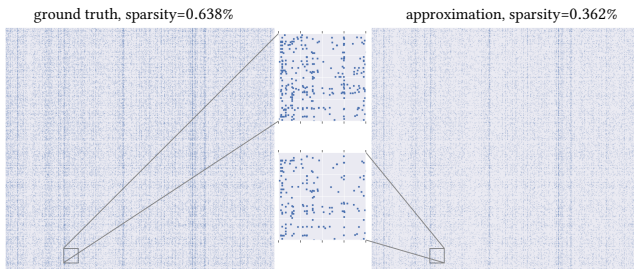 ground truth, sparsity=0.638%
approximation, sparsity=0.362%